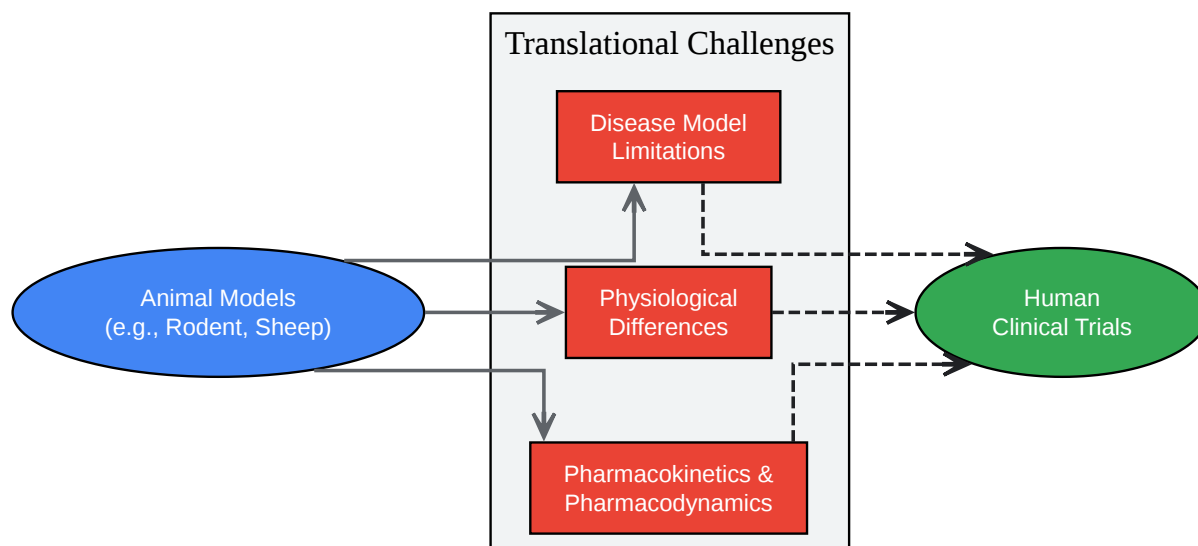 Translational Challenges
Disease Model
Limitations
Animal Models
(e.g., Rodent, Sheep)
Physiological
Differences
Human
Clinical Trials
Pharmacokinetics &
Pharmacodynamics